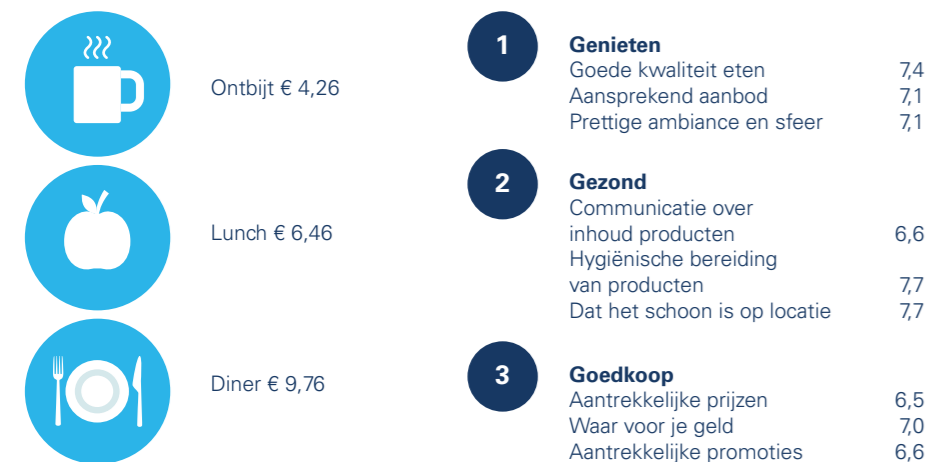 Ontbijt € 4,26
Lunch € 6,46
Diner € 9,76
1
Genieten
Goede kwaliteit eten 7,4
Aansprekend aanbod 7,1
Prettige ambiance en sfeer 7,1
2
Gezond
Communicatie over
inhoud producten 6,6
Hygiënische bereiding
van producten 7,7
Dat het schoon is op locatie 7,7
3
Goedkoop
Aantrekkelijke prijzen 6,5
Waar voor je geld 7,0
Aantrekkelijke promoties 6,6